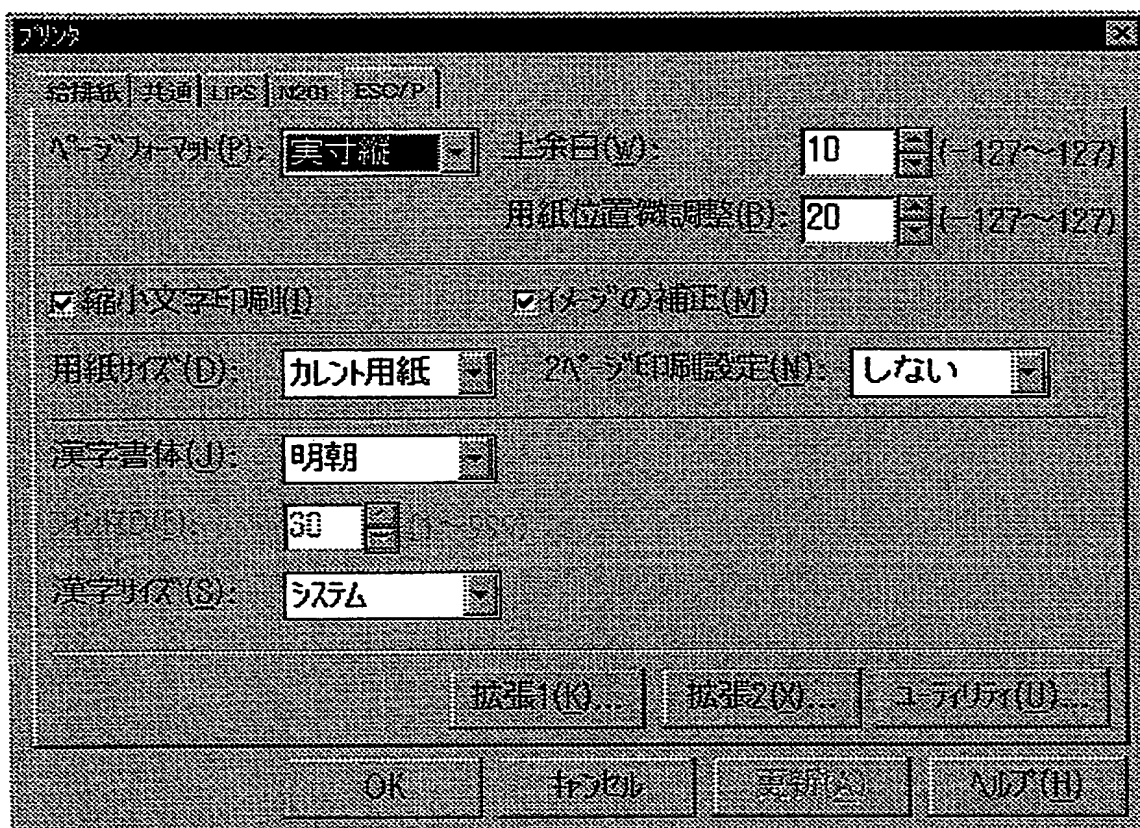 プリンタ
給排紙 共通 LIPS N201 ESC/P
ページフォーマット(P): 実寸縦 上余白(W): 10 (-127～127)
用紙位置微調整(B): 20 (-127～127)
縮小文字印刷(I) イメージの補正(M)
用紙サイズ(D): カレント用紙 2ページ印刷設定(N): しない
漢字書体(J): 明朝
30
漢字サイズ(S): システム
拡張1(K)... 拡張2(X)... ユーティリティ(U)...
OK キャンセル 更新(A) ヘルプ(H)